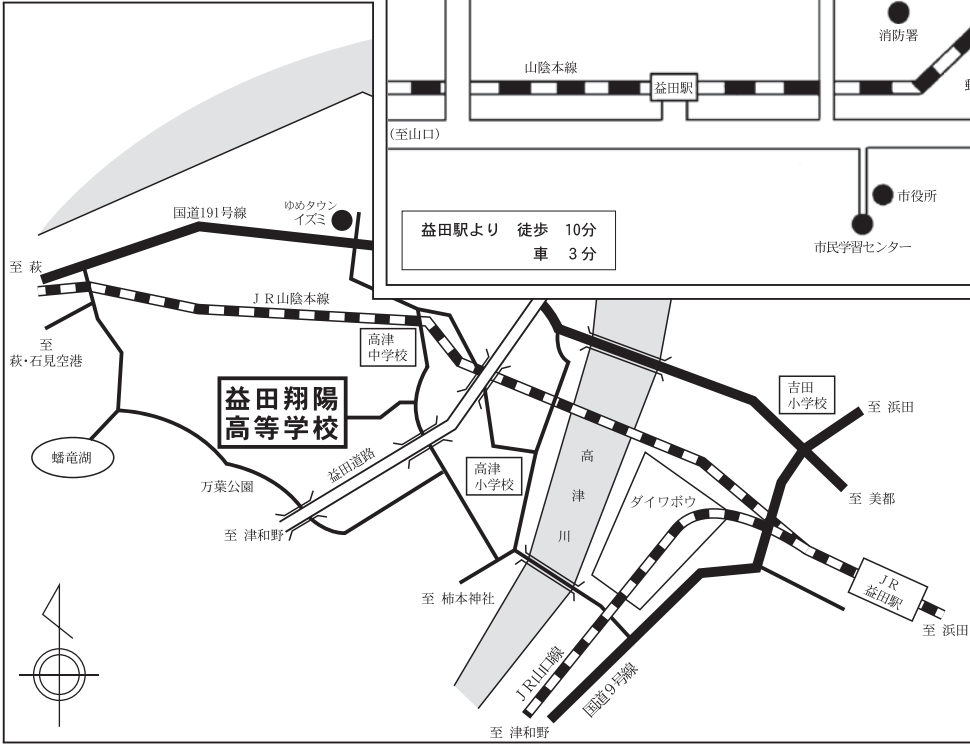 消防署
山陰本線
益田駅
(至山口)
市役所
市民学習センター
益田駅より 徒歩 10分
車 3分
国道191号線
ゆめタウン
イズミ
至 萩
JR山陰本線
至
萩・石見空港
高津
中学校
益田翔陽
高等学校
吉田
小学校
至 浜田
蟠竜湖
益田道路
高津
小学校
高
津
川
ダイワボウ
至 美都
万葉公園
至 津和野
JR
益田駅
至 柿本神社
至 浜田
JR山口線
国道9号線
至 津和野